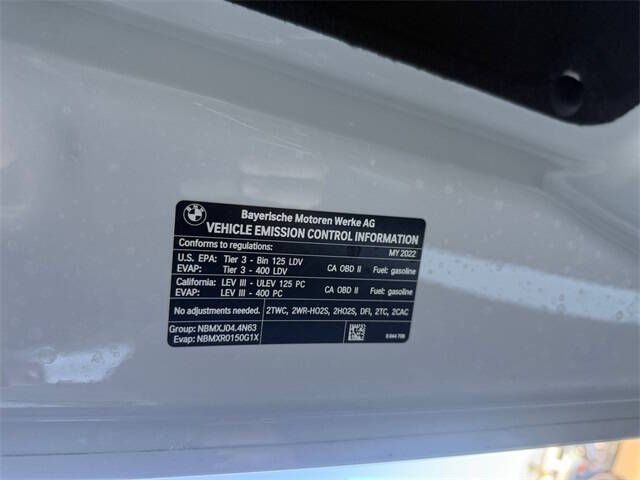 BMW
Bayerische Motoren Werke AG
VEHICLE EMISSION CONTROL INFORMATION
Conforms to regulations: MY 2022
U.S. EPA: Tier 3 - Bin 125 LDV
EVAP: Tier 3 - 400 LDV CA OBD II Fuel: gasoline
California: LEV III - ULEV 125 PC
EVAP: LEV III - 400 PC CA OBD II Fuel: gasoline
No adjustments needed. 2TWC, 2WR-HO2S, 2HO2S, DFI, 2TC, 2CAC
Group: NBMXJ04.4N63
Evap: NBMXR0150G1X